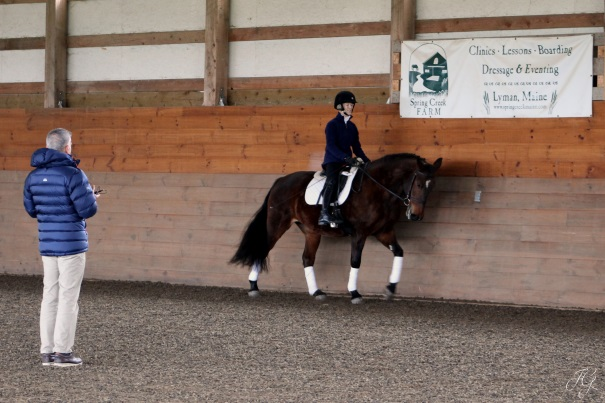 Clinics - Lessons - Boarding
Dressage & Eventing
Lyman, Maine
Spring Creek
FARM